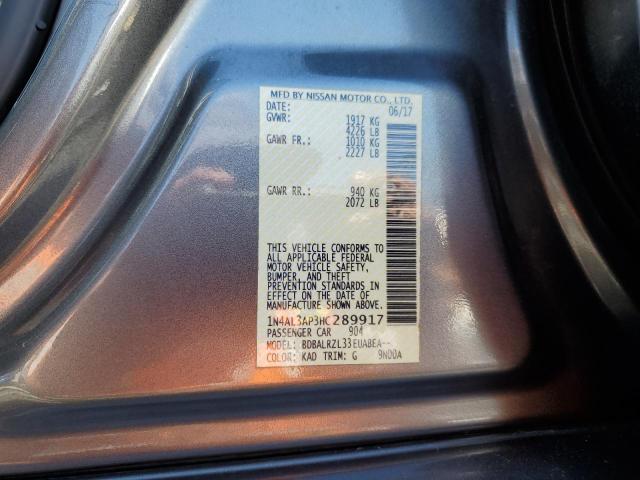 MFD BY NISSAN MOTOR CO., LTD.
DATE: 06/17
GVWR: 1917 KG
4226 LB
GAWR FR.: 1010 KG
2227 LB
GAWR RR.: 940 KG
2072 LB
THIS VEHICLE CONFORMS TO
ALL APPLICABLE FEDERAL
MOTOR VEHICLE SAFETY,
BUMPER, AND THEFT
PREVENTION STANDARDS
IN EFFECT ON THE DATE OF
MANUFACTURE SHOWN ABOVE.
1N4AL3AP3HC289917
PASSENGER CAR 904
MODEL: BDBALRZL33EUABEA--
COLOR: KAD TRIM: G 9N00A